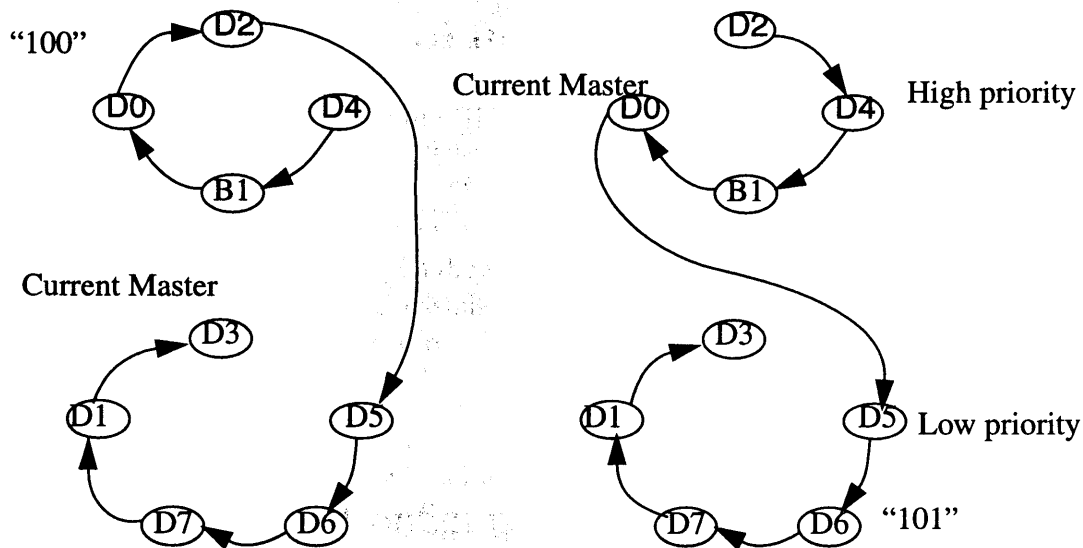 “100”
D2
D0
D4
B1
Current Master
D3
D1
D5
D7
D6
D2
Current Master
D0
D4
High priority
B1
D3
D1
D5
Low priority
D7
D6
“101”